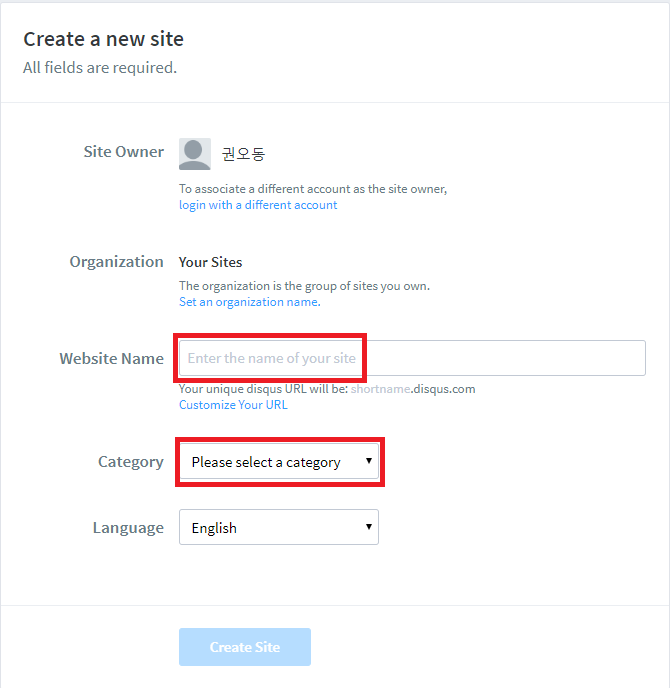 Create a new site
All fields are required.
Site Owner
권오동
To associate a different account as the site owner,
login with a different account
Organization
Your Sites
The organization is the group of sites you own.
Set an organization name.
Website Name
Enter the name of your site
Your unique disqus URL will be: shortname.disqus.com
Customize Your URL
Category
Please select a category
Language
English
Create Site